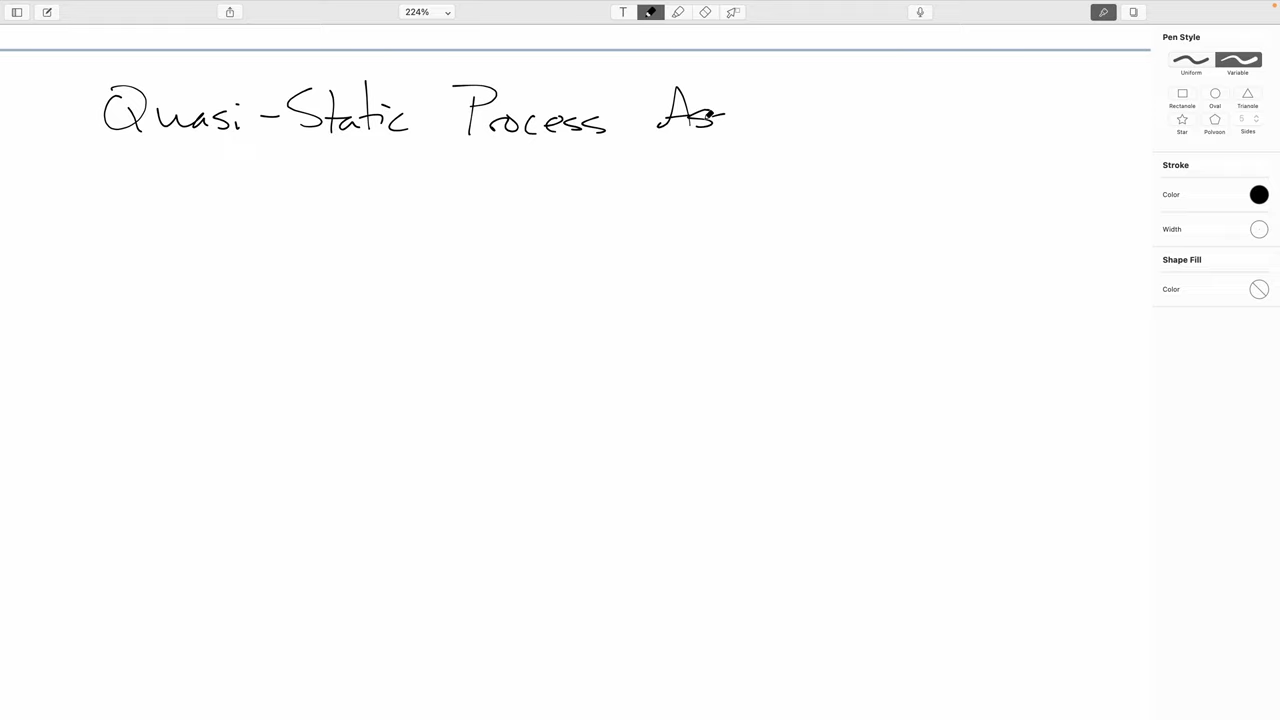 224%
T
Pen Style
Uniform Variable
Rectangle Oval Triangle
Star Polygon 5 Sides
Stroke
Color
Width
Shape Fill
Color
Quasi-Static Process As